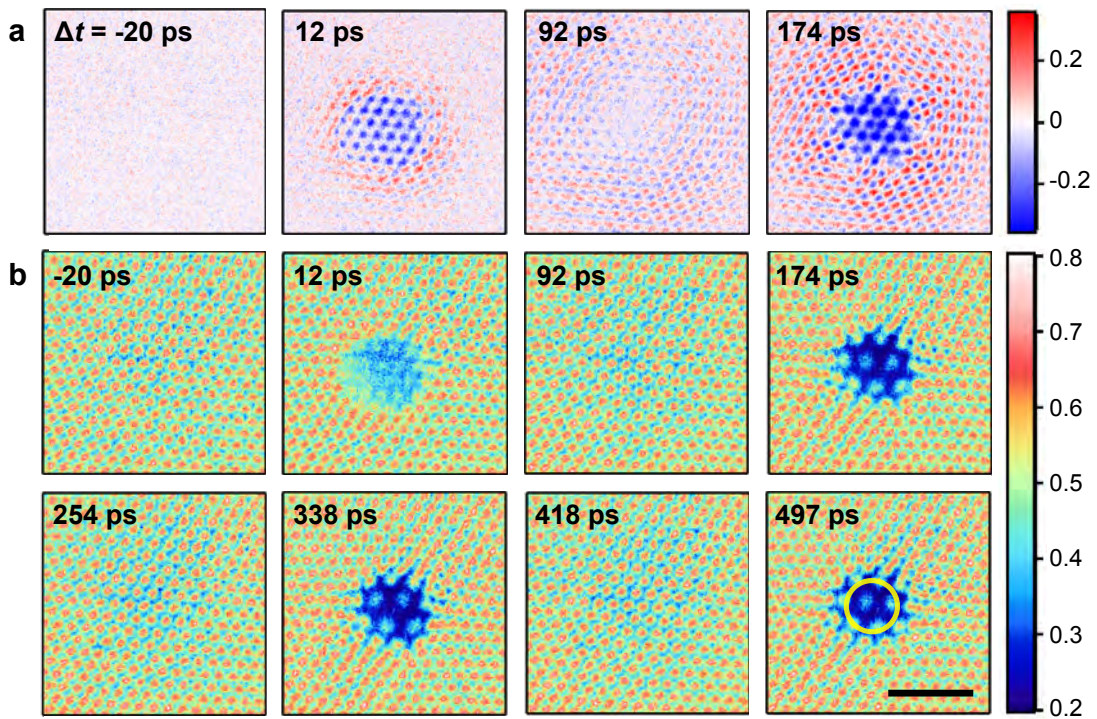 a
Δt = -20 ps
12 ps
92 ps
174 ps
0.2
0
-0.2
b
-20 ps
12 ps
92 ps
174 ps
0.8
0.7
0.6
0.5
0.4
0.3
0.2
254 ps
338 ps
418 ps
497 ps